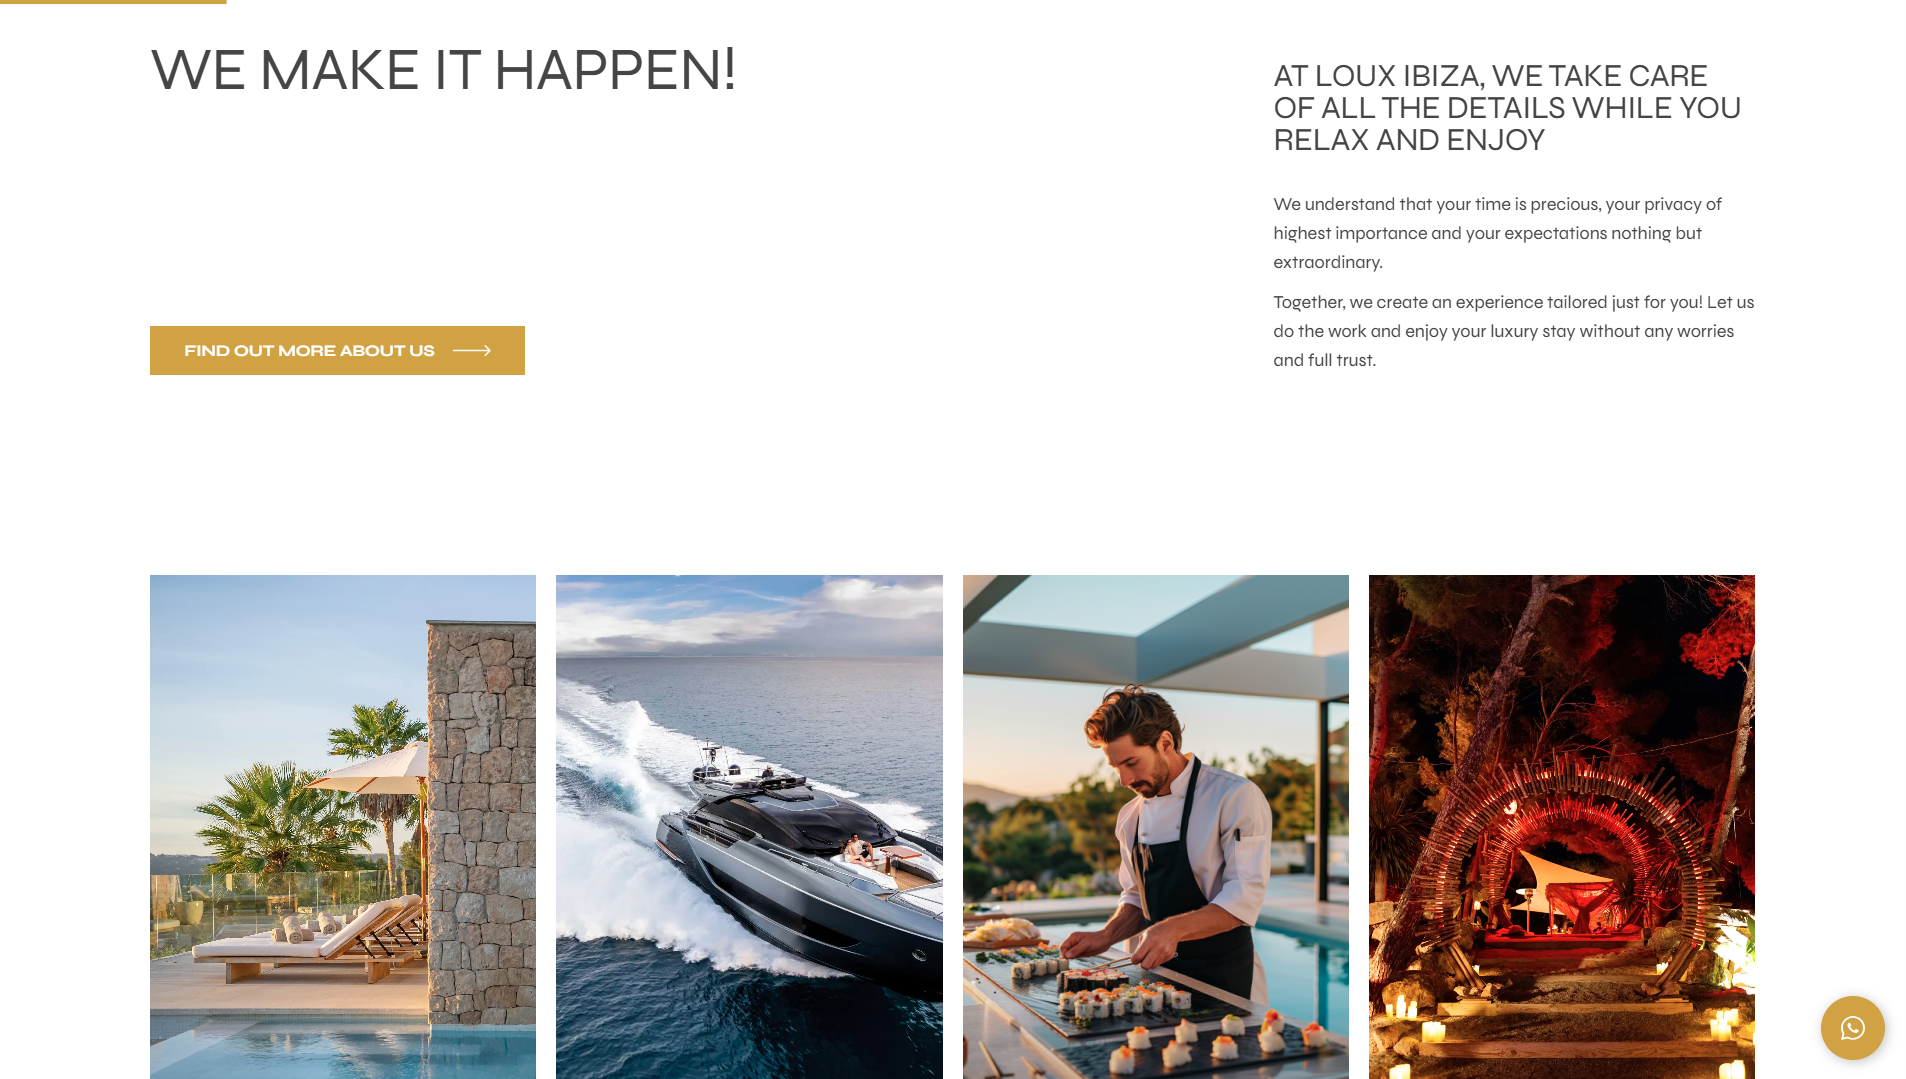 WE MAKE IT HAPPEN!
FIND OUT MORE ABOUT US
AT LOUX IBIZA, WE TAKE CARE
OF ALL THE DETAILS WHILE YOU
RELAX AND ENJOY
We understand that your time is precious, your privacy of
highest importance and your expectations nothing but
extraordinary.
Together, we create an experience tailored just for you! Let us
do the work and enjoy your luxury stay without any worries
and full trust.